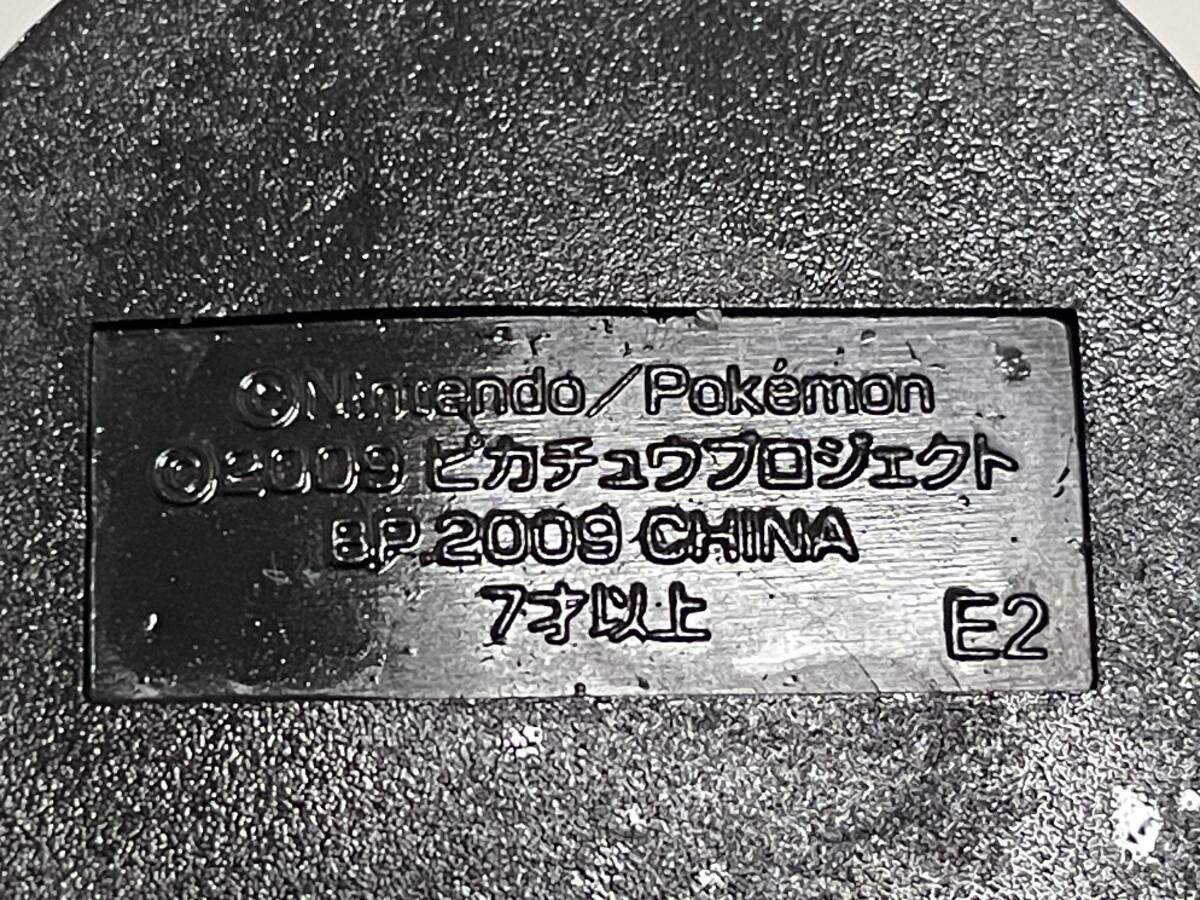 ©Nintendo/Pokémon
©2009 ピカチュウプロジェクト
BP.2009 CHINA
7才以上
E2